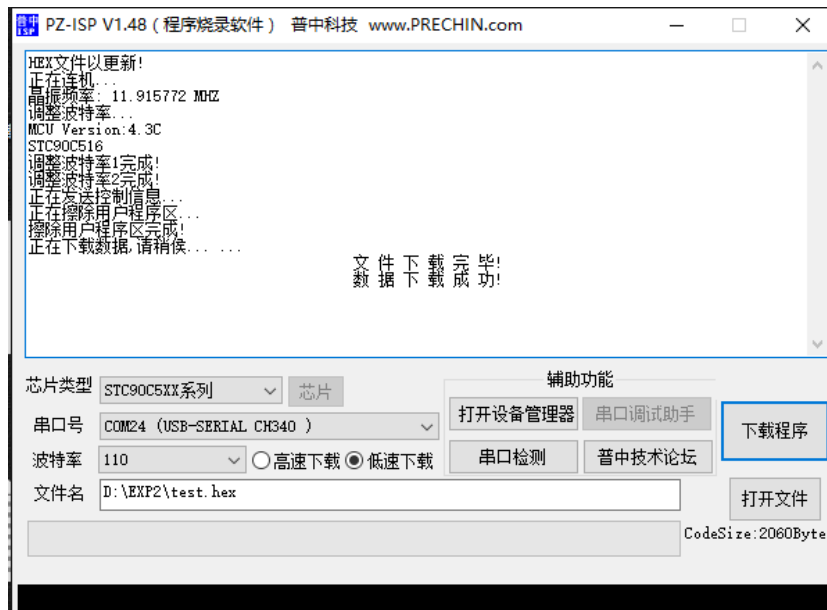 普中 ISP PZ-ISP V1.48（程序烧录软件） 普中科技 www.PRECHIN.com
HEX文件以更新!
正在连机...
晶振频率: 11.915772 MHZ
调整波特率...
MCU Version:4.3C
STC90C516
调整波特率1完成!
调整波特率2完成!
正在发送控制信息...
正在擦除用户程序区...
擦除用户程序区完成!
正在下载数据,请稍侯... ...
文 件 下 载 完 毕!
数 据 下 载 成 功!
芯片类型 STC90C5XX系列 芯片
串口号 COM24 (USB-SERIAL CH340 )
波特率 110 高速下载 低速下载
文件名 D:\EXP2\test.hex
辅助功能
打开设备管理器 串口调试助手
串口检测 普中技术论坛
下载程序
打开文件
CodeSize:2060Byte